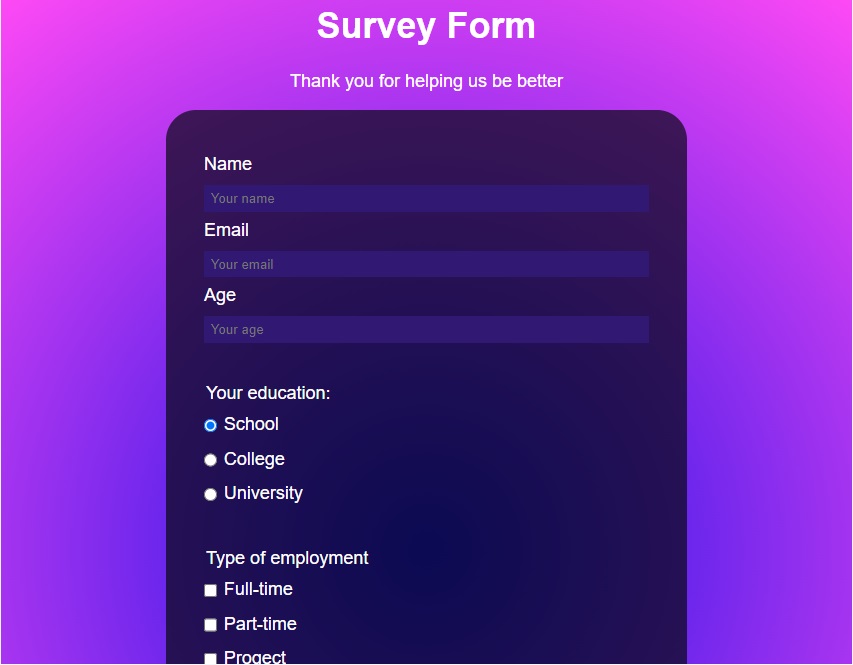 Survey Form
Thank you for helping us be better
Name
Your name
Email
Your email
Age
Your age
Your education:
School
College
University
Type of employment
Full-time
Part-time
Progect